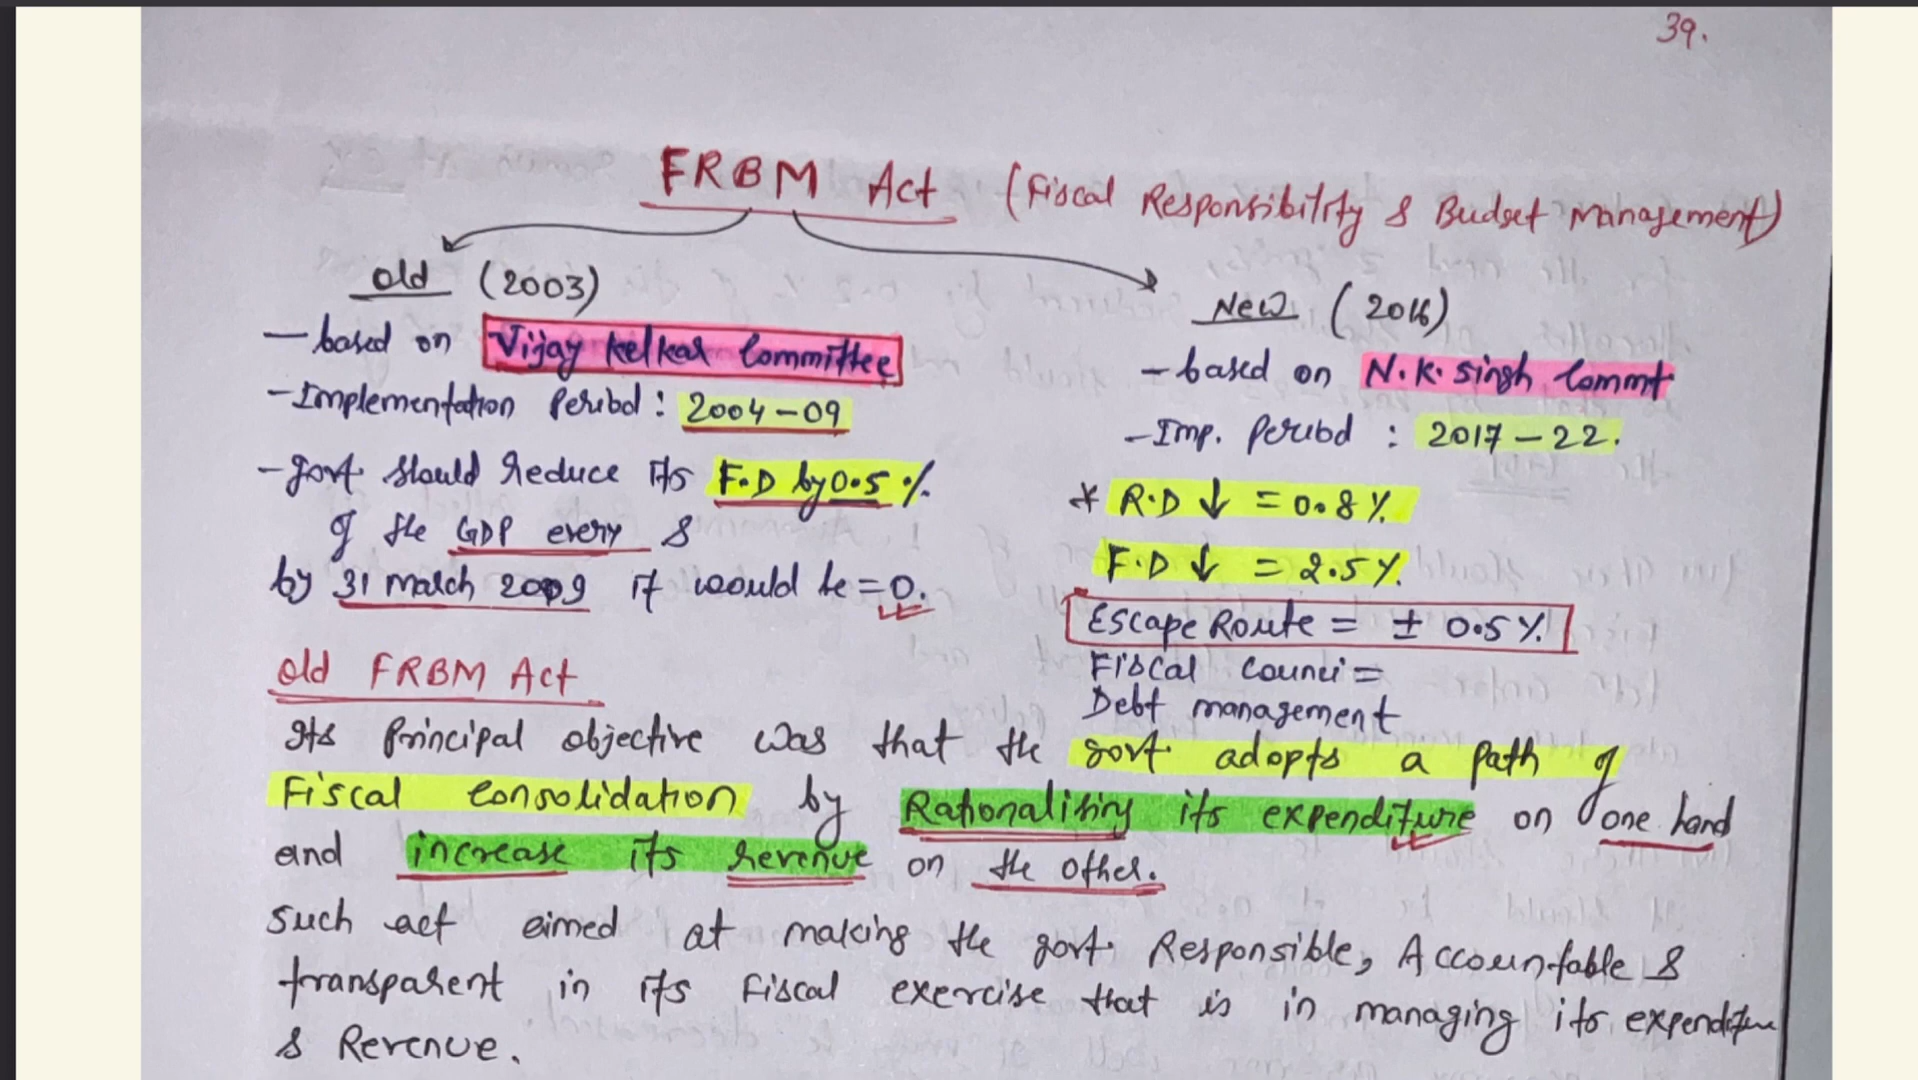 39.
FRBM Act (Fiscal Responsibility & Budget Management)
old (2003)
- based on Vijay Kelkar Committee
- Implementation Period : 2004-09
- govt. should reduce its F.D by 0.5%
of the GDP every &
by 31 march 2009 it would be = 0.
New (2016)
- based on N.K. Singh Commt.
- Imp. Period : 2017-22.
* R.D ↓ = 0.8%
F.D ↓ = 2.5%
Escape Route = ± 0.5%
Fiscal Counci =
Debt management
old FRBM Act
Its Principal objective was that the govt. adopts a path of
Fiscal consolidation by Rationalising its expenditure on one hand
and increase its revenue on the other.
Such act aimed at making the govt. Responsible, Accountable &
transparent in its Fiscal exercise that is in managing its expenditure
& Revenue.